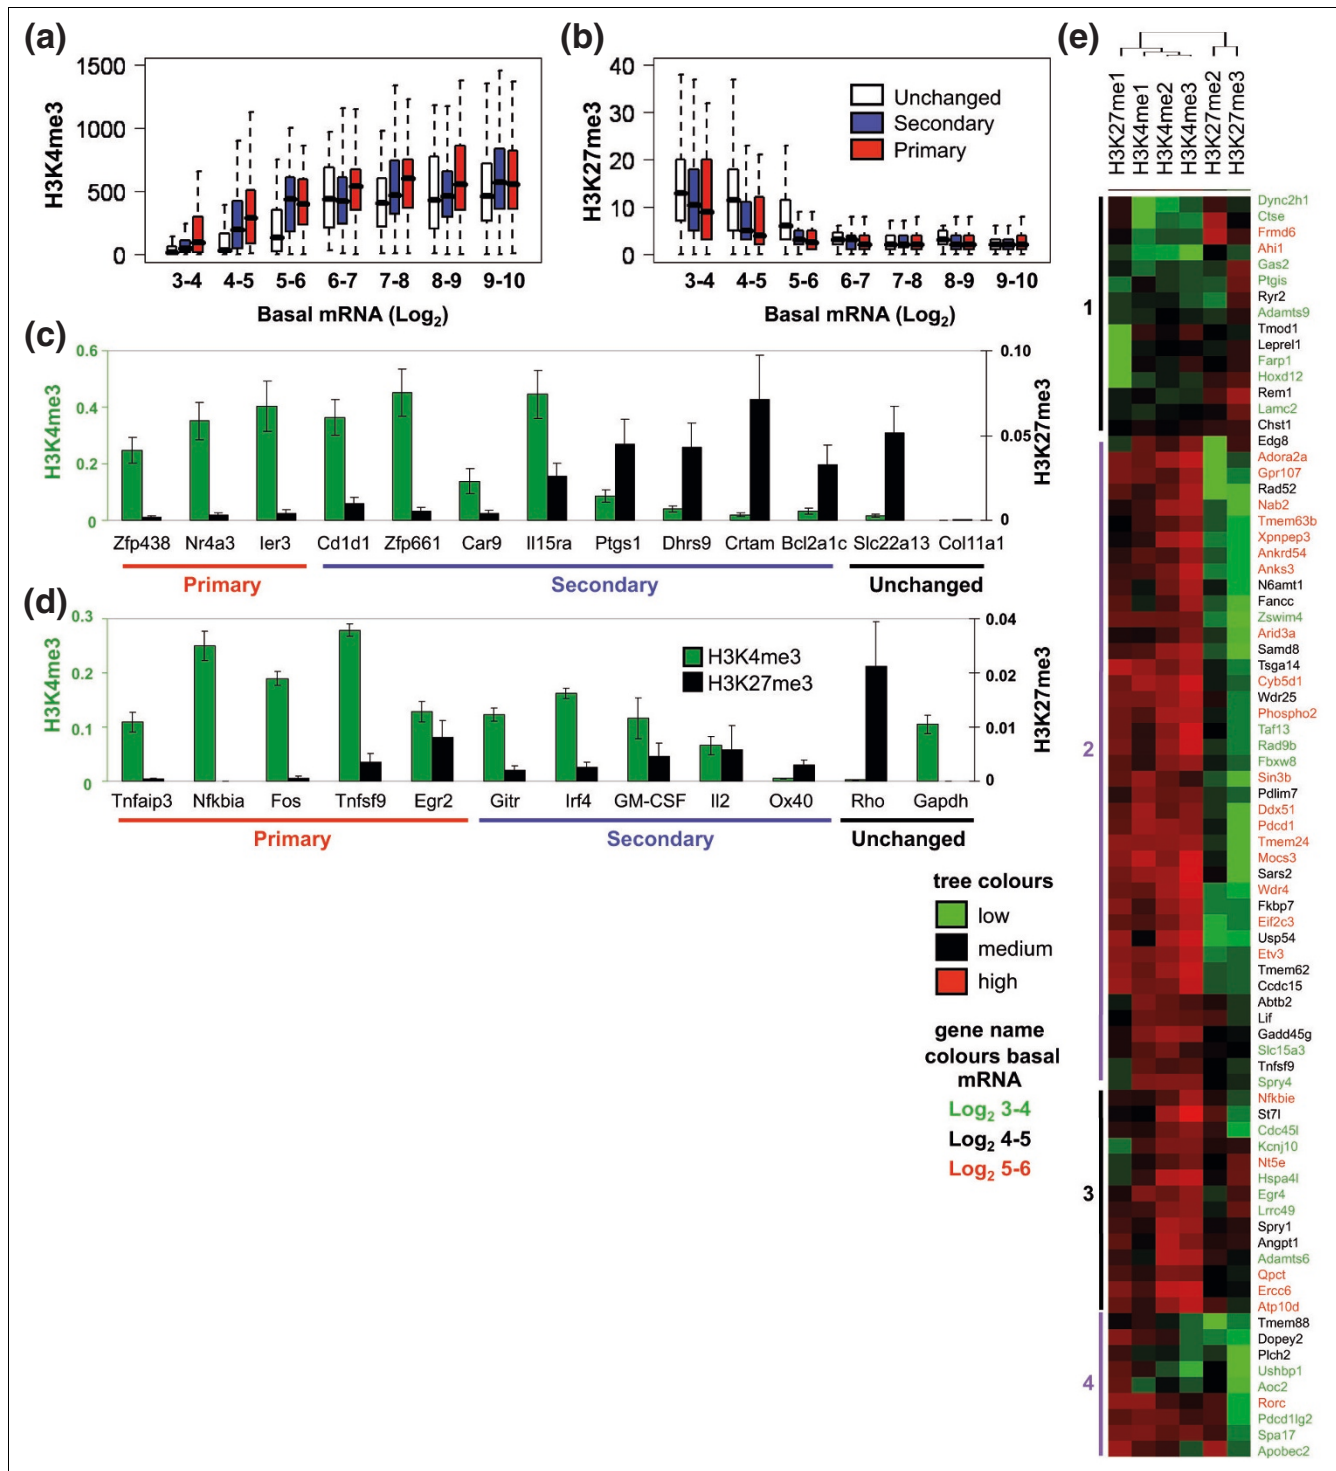 (a)
1500
1000
500
0
H3K4me3
3-4 4-5 5-6 6-7 7-8 8-9 9-10
Basal mRNA (Log2)
(b)
40
30
20
10
0
H3K27me3
Unchanged
Secondary
Primary
3-4 4-5 5-6 6-7 7-8 8-9 9-10
Basal mRNA (Log2)
(c)
0.6
0.4
0.2
0
H3K4me3
0.10
0.05
0
H3K27me3
Zfp438 Nr4a3 Ier3 Cd1d1 Zfp661 Car9 Il15ra Ptgs1 Dhrs9 Crtam Bcl2a1c Slc22a13 Col11a1
Primary Secondary Unchanged
(d)
0.3
0.2
0.1
0
H3K4me3
H3K4me3
H3K27me3
0.04
0.02
0.01
0
H3K27me3
Tnfaip3 Nfkbia Fos Tnfsf9 Egr2 Gitr Irf4 GM-CSF Il2 Ox40 Rho Gapdh
Primary Secondary Unchanged
tree colours
low
medium
high
gene name
colours basal
mRNA
Log2 3-4
Log2 4-5
Log2 5-6
(e)
H3K27me1
H3K4me1
H3K4me2
H3K4me3
H3K27me2
H3K27me3
1
2
3
4
Dync2h1
Ctse
Frmd6
Ahi1
Gas2
Ptgis
Ryr2
Adamts9
Tmod1
Leprel1
Farp1
Hoxd12
Rem1
Lamc2
Chst1
Edg8
Adora2a
Gpr107
Rad52
Nab2
Tmem63b
Xpnpep3
Ankrd54
Anks3
N6amt1
Fancc
Zswim4
Arid3a
Samd8
Tsga14
Cyb5d1
Wdr25
Phospho2
Taf13
Rad9b
Fbxw8
Sin3b
Pdlim7
Ddx51
Pdcd1
Tmem24
Mocs3
Sars2
Wdr4
Fkbp7
Eif2c3
Usp54
Etv3
Tmem62
Ccdc15
Abtb2
Lif
Gadd45g
Slc15a3
Tnfsf9
Spry4
Nfkbie
St7l
Cdc45l
Kcnj10
Nt5e
Hspa4l
Egr4
Lrrc49
Spry1
Angpt1
Adamts6
Qpct
Ercc6
Atp10d
Tmem88
Dopey2
Plch2
Ushbp1
Aoc2
Rorc
Pdcd1lg2
Spa17
Apobec2